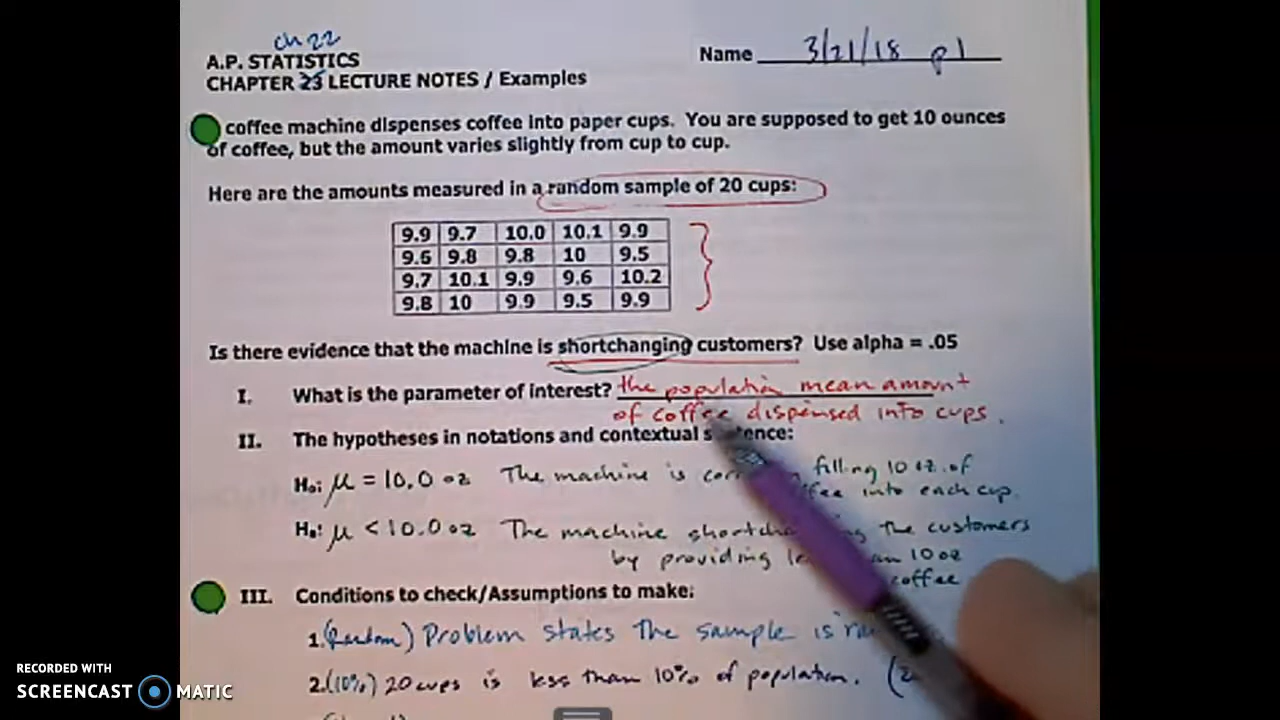 ch 22
A.P. STATISTICS
CHAPTER 23 LECTURE NOTES / Examples
Name 3/21/18 p1
coffee machine dispenses coffee into paper cups. You are supposed to get 10 ounces
of coffee, but the amount varies slightly from cup to cup.
Here are the amounts measured in a random sample of 20 cups:
9.9 9.7 10.0 10.1 9.9
9.6 9.8 9.8 10 9.5
9.7 10.1 9.9 9.6 10.2
9.8 10 9.9 9.5 9.9
Is there evidence that the machine is shortchanging customers? Use alpha = .05
I. What is the parameter of interest? the population mean amount
of coffee dispensed into cups.
II. The hypotheses in notations and contextual
H₀: μ = 10.0 oz The machine is filling 10 oz. of
into each cup.
Hₐ: μ < 10.0 oz The machine the customers
by providing 10 oz
coffee
III. Conditions to check/Assumptions to make:
1. (Random) Problem states The sample is
2. (10%) 20 cups is less than 10% of population.
RECORDED WITH
SCREENCAST MATIC